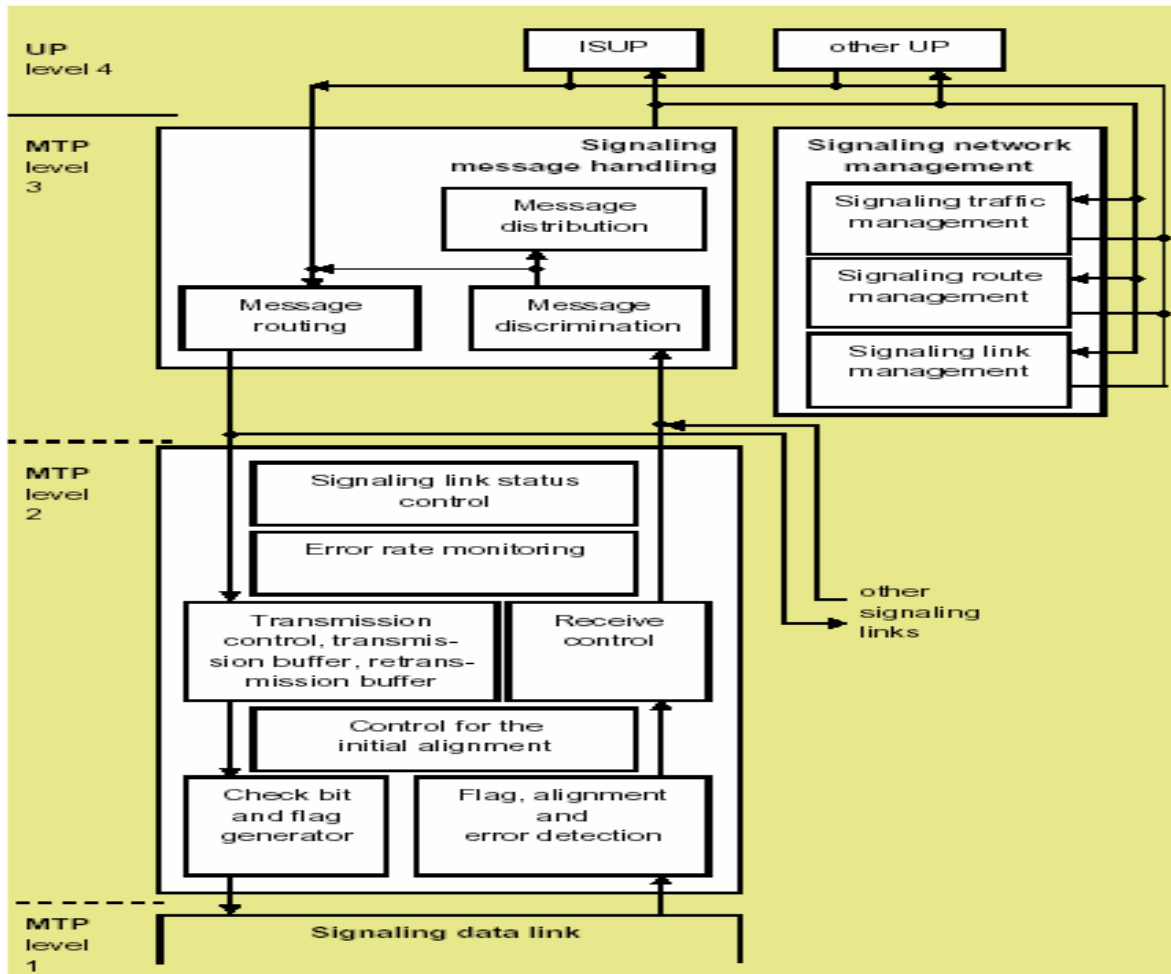 UP
level 4
ISUP
other UP
MTP
level
3
Signaling
message handling
Message
distribution
Message
routing
Message
discrimination
Signaling network
management
Signaling traffic
management
Signaling route
management
Signaling link
management
MTP
level
2
Signaling link status
control
Error rate monitoring
Transmission
control, transmis-
sion buffer, retrans-
mission buffer
Receive
control
other
signaling
links
Control for the
initial alignment
Check bit
and flag
generator
Flag, alignment
and
error detection
MTP
level
1
Signaling data link